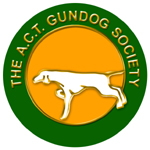 THE A.C.T. GUNDOG SOCIETY